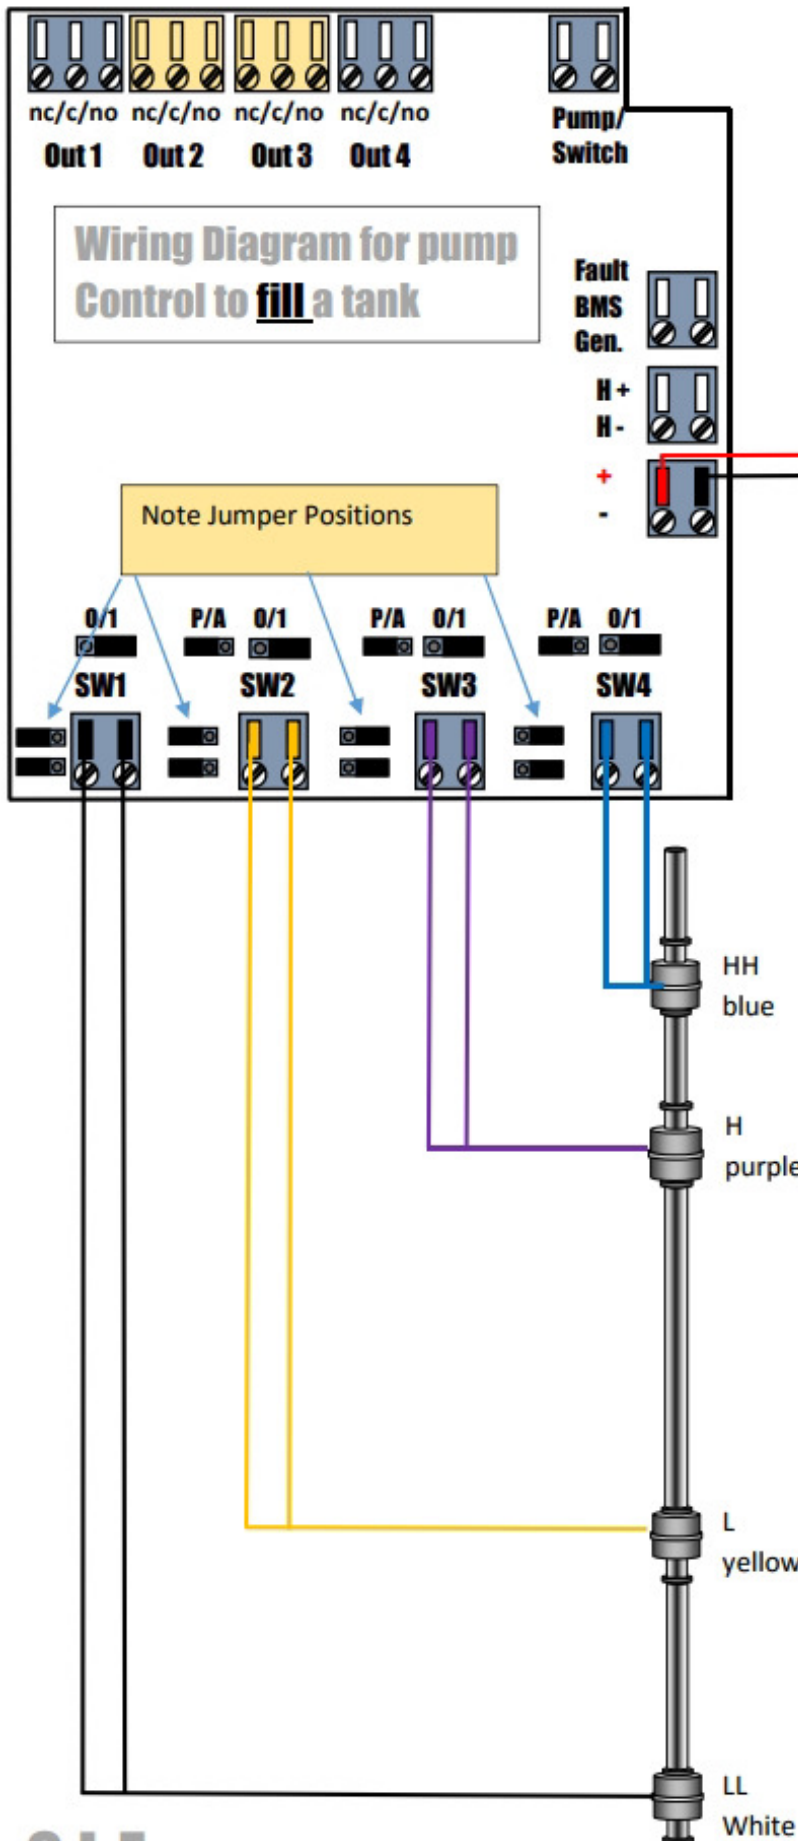 nc/c/no nc/c/no nc/c/no nc/c/no
Out 1 Out 2 Out 3 Out 4
Pump/
Switch
Wiring Diagram for pump
Control to fill a tank
Fault
BMS
Gen.
H +
H -
+
-
Note Jumper Positions
0/1 P/A 0/1 P/A 0/1 P/A 0/1
SW1 SW2 SW3 SW4
HH
blue
H
purple
L
yellow
LL
White